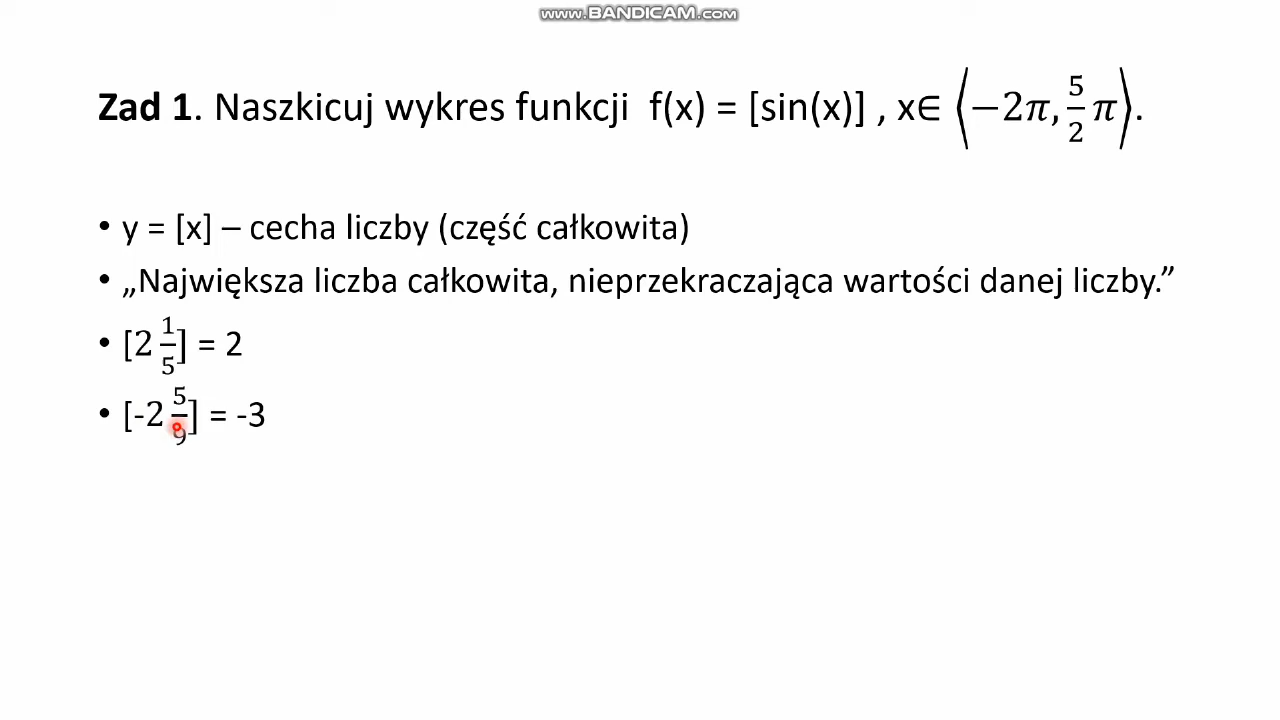 www.BANDICAM.com
Zad 1. Naszkicuj wykres funkcji f(x) = [sin(x)] , x∈ ⟨−2π, 5/2 π⟩.
• y = [x] – cecha liczby (część całkowita)
• „Największa liczba całkowita, nieprzekraczająca wartości danej liczby.”
• [2 1/5] = 2
• [-2 5/9] = -3